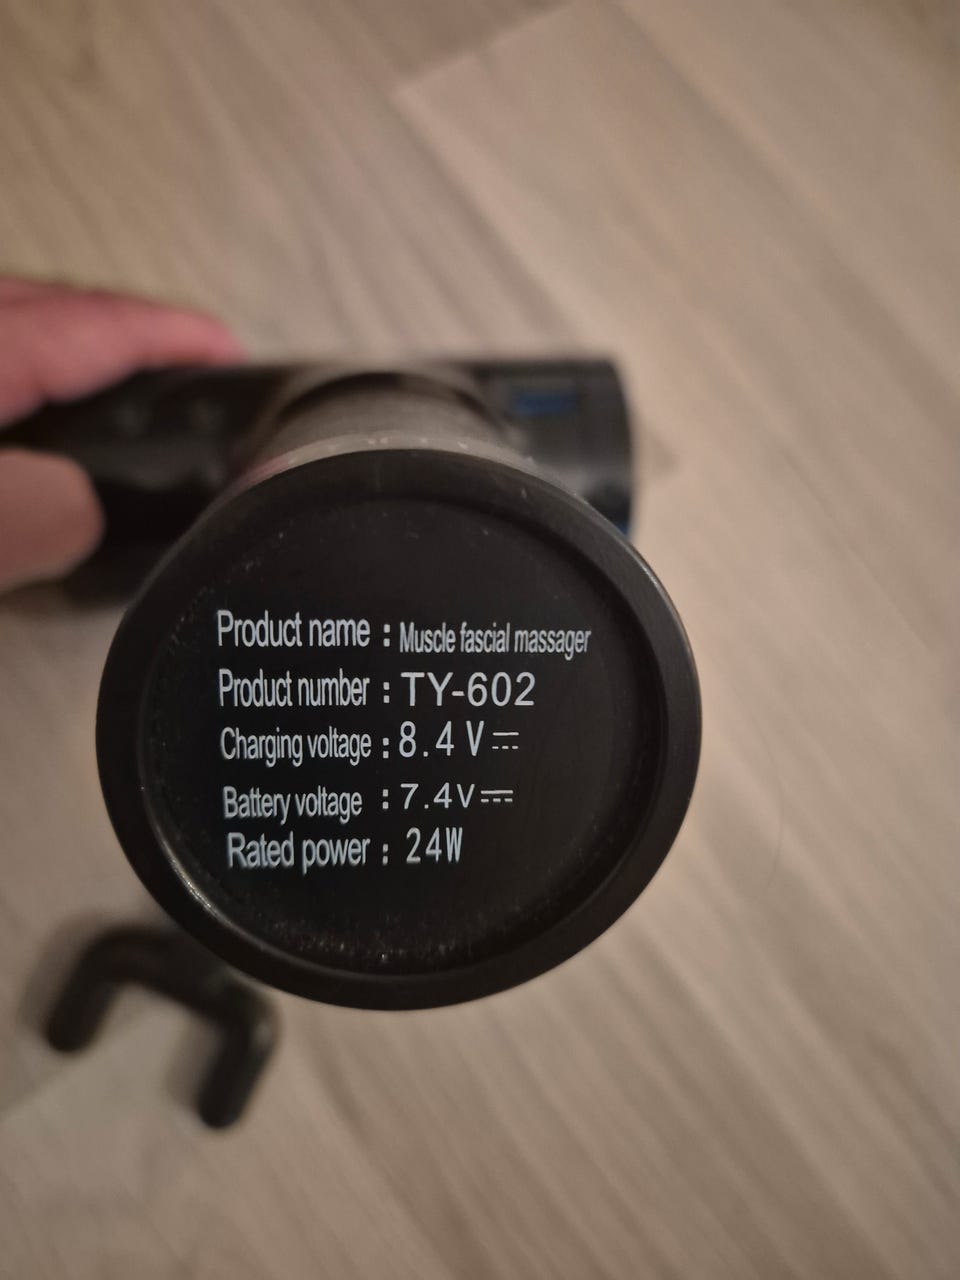 Product name : Muscle fascial massager
Product number : TY-602
Charging voltage : 8.4V⎓
Battery voltage : 7.4V⎓
Rated power : 24W